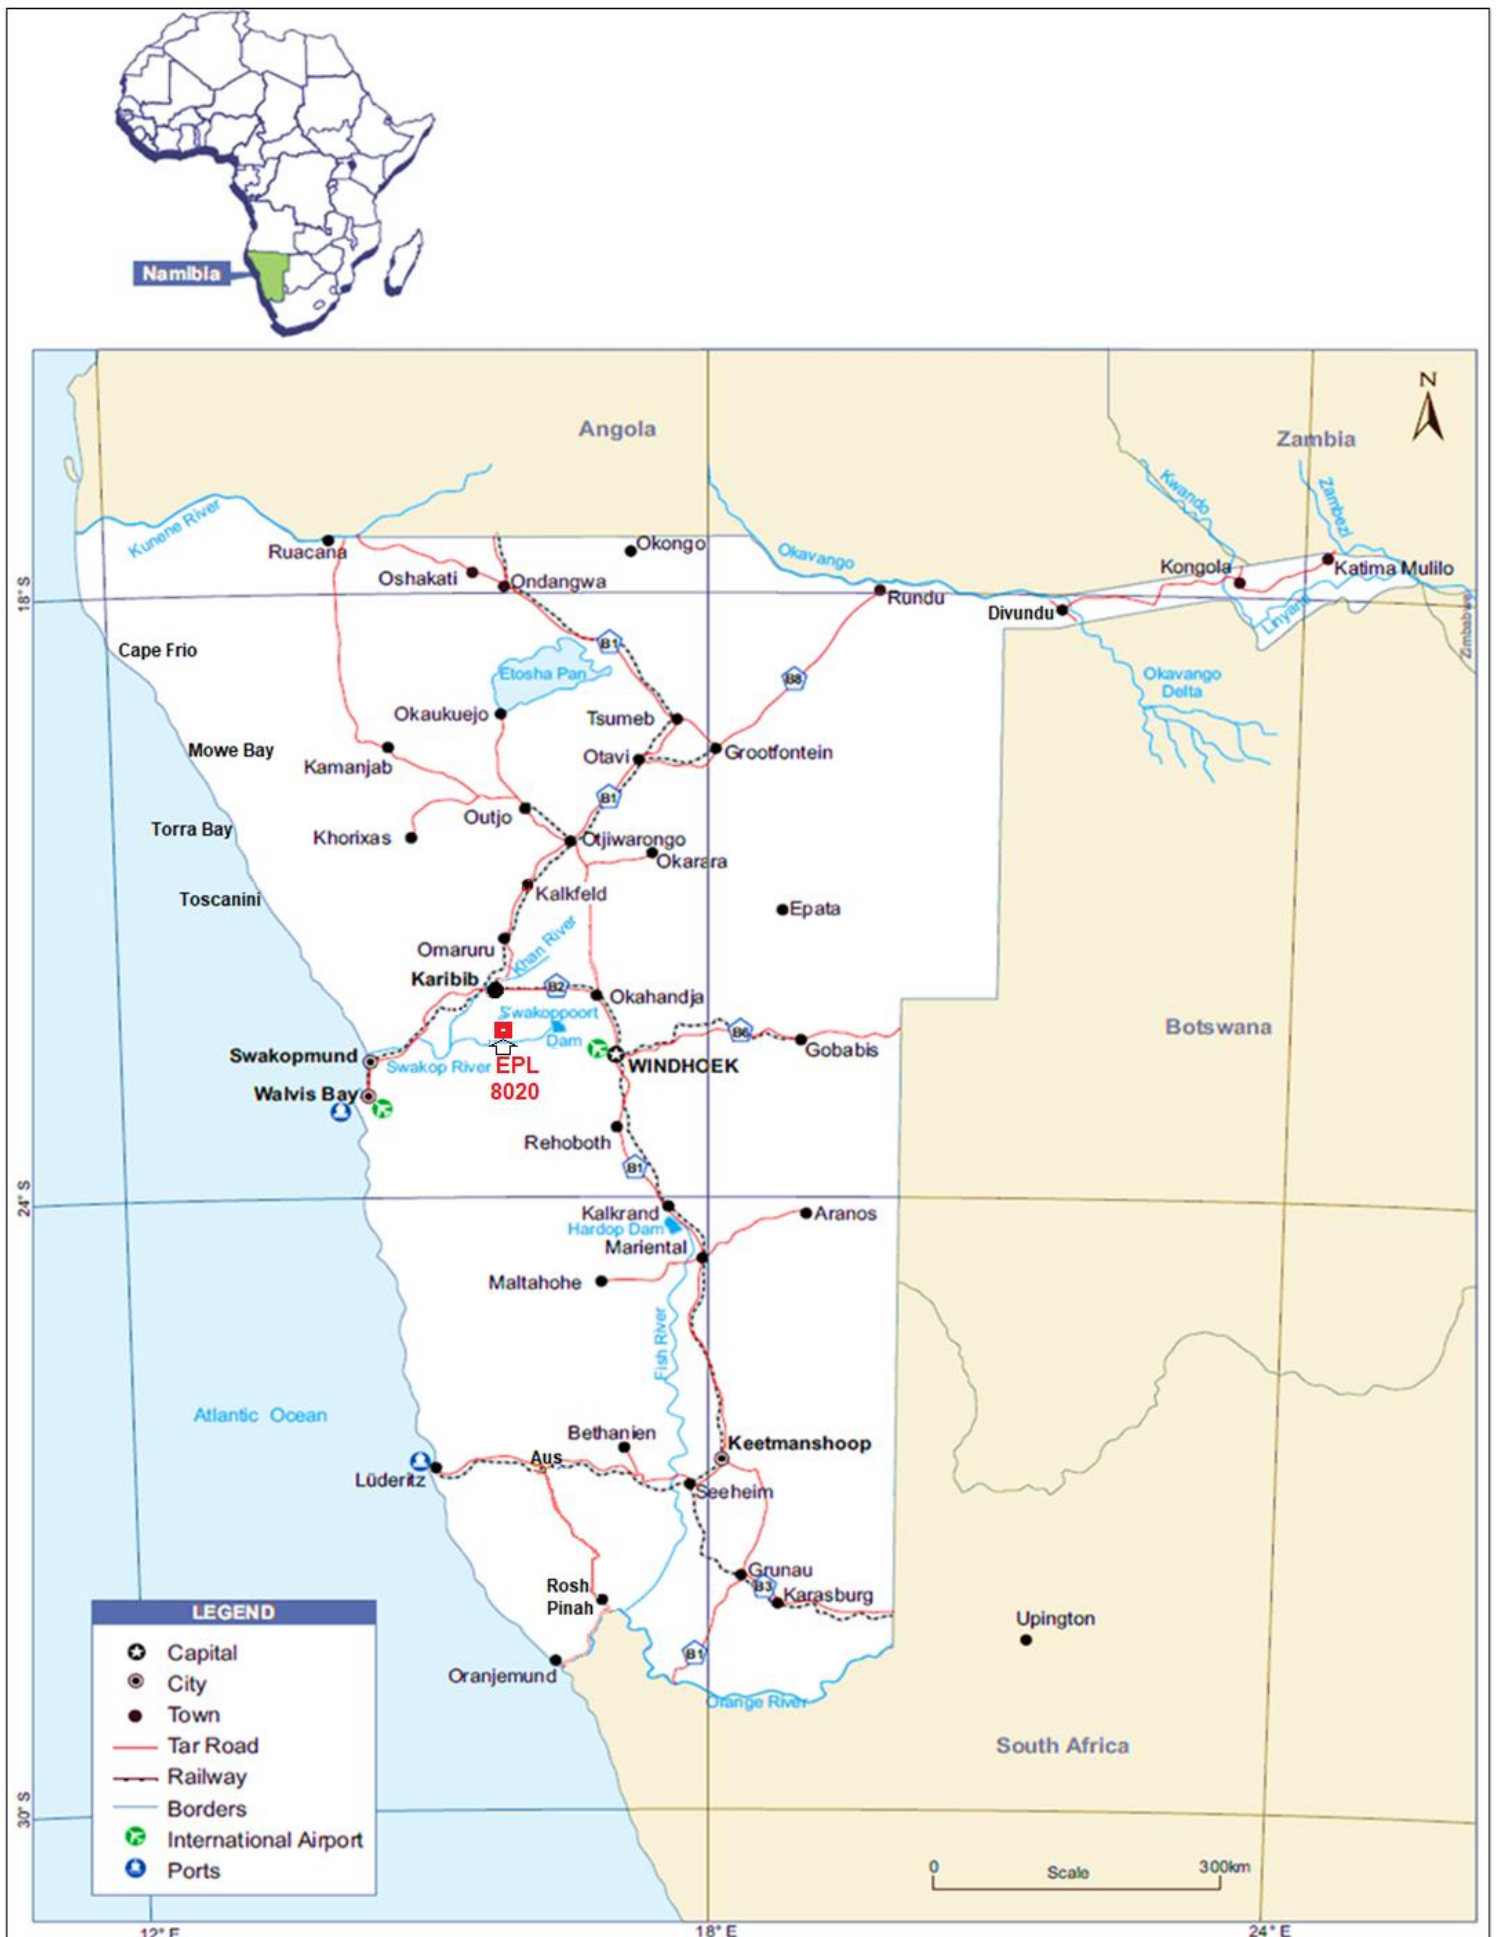 Namibia
N
Angola
Zambia
Kwando
Zambezi
Kunene River
Ruacana
Okongo
Okavango
Oshakati
Ondangwa
Kongola
Katima Mulilo
18° S
Rundu
Divundu
Linyanti
Zimbabwe
Cape Frio
B1
Etosha Pan
B8
Okavango
Delta
Okaukuejo
Tsumeb
Mowe Bay
Otavi
Grootfontein
Kamanjab
B1
Outjo
Torra Bay
Khorixas
Otjiwarongo
Okarara
Toscanini
Kalkfeld
Epata
Omaruru
Khan River
Karibib
B2
Okahandja
Swakoppoort
Dam
B6
Botswana
Gobabis
Swakopmund
Swakop River
EPL
8020
WINDHOEK
Walvis Bay
Rehoboth
B1
24° S
Kalkrand
Aranos
Hardop Dam
Mariental
Maltahohe
Fish River
Atlantic Ocean
Bethanien
Keetmanshoop
Aus
Lüderitz
Seeheim
Grunau
B3
Karasburg
Rosh
Pinah
Upington
B1
Oranjemund
Orange River
South Africa
LEGEND
Capital
City
Town
Tar Road
Railway
Borders
International Airport
Ports
30° S
0
Scale
300km
12° E
18° E
24° E